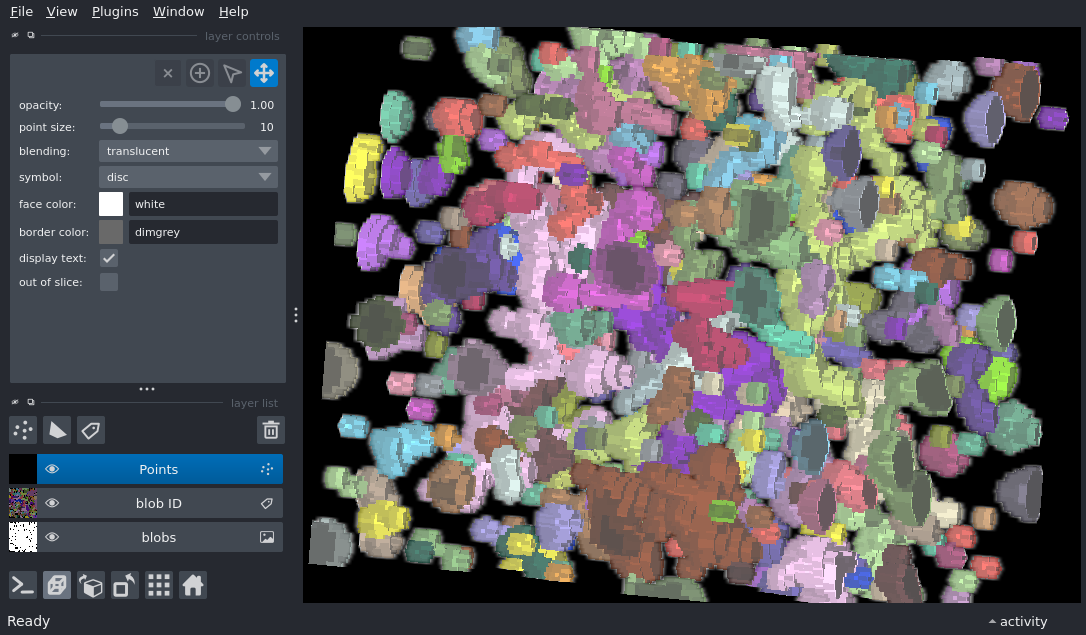 File View Plugins Window Help
layer controls
opacity: 1.00
point size: 10
blending: translucent
symbol: disc
face color: white
border color: dimgrey
display text:
out of slice:
layer list
Points
blob ID
blobs
Ready
activity